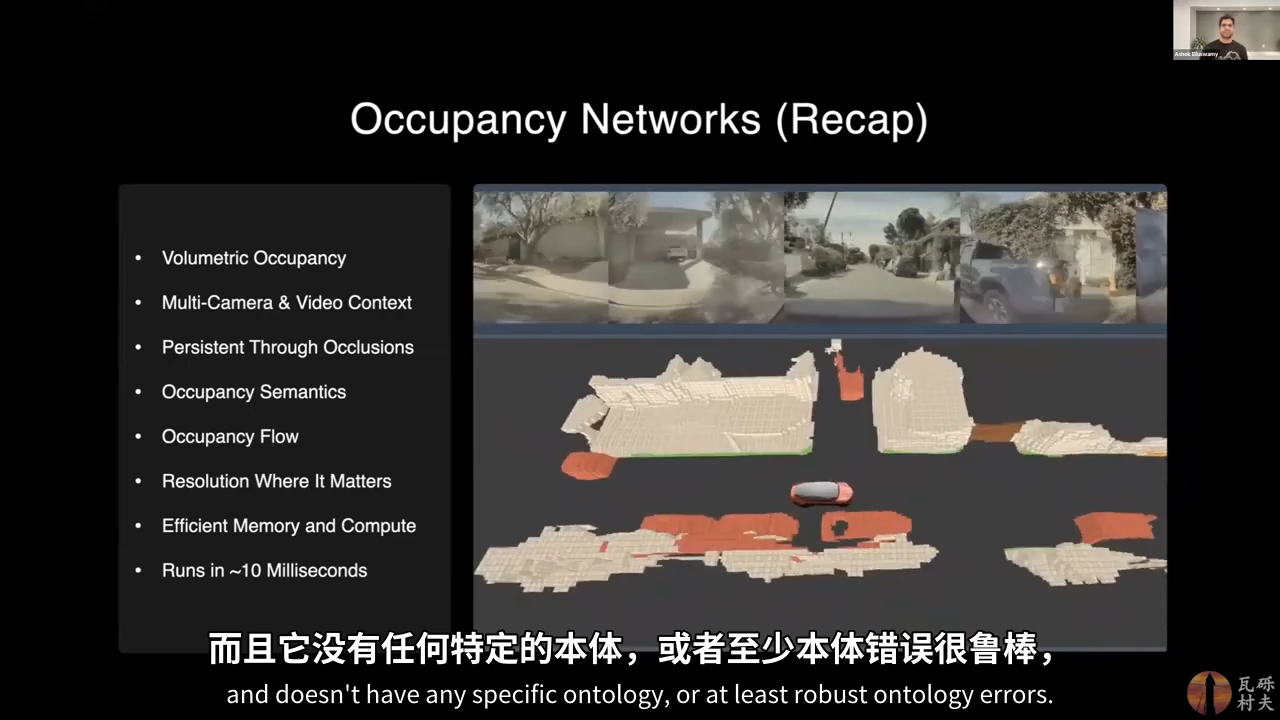 Ashok Elluswamy
Occupancy Networks (Recap)
• Volumetric Occupancy
• Multi-Camera & Video Context
• Persistent Through Occlusions
• Occupancy Semantics
• Occupancy Flow
• Resolution Where It Matters
• Efficient Memory and Compute
• Runs in ~10 Milliseconds
而且它没有任何特定的本体，或者至少本体错误很鲁棒，
and doesn't have any specific ontology, or at least robust ontology errors.
瓦砾
村夫